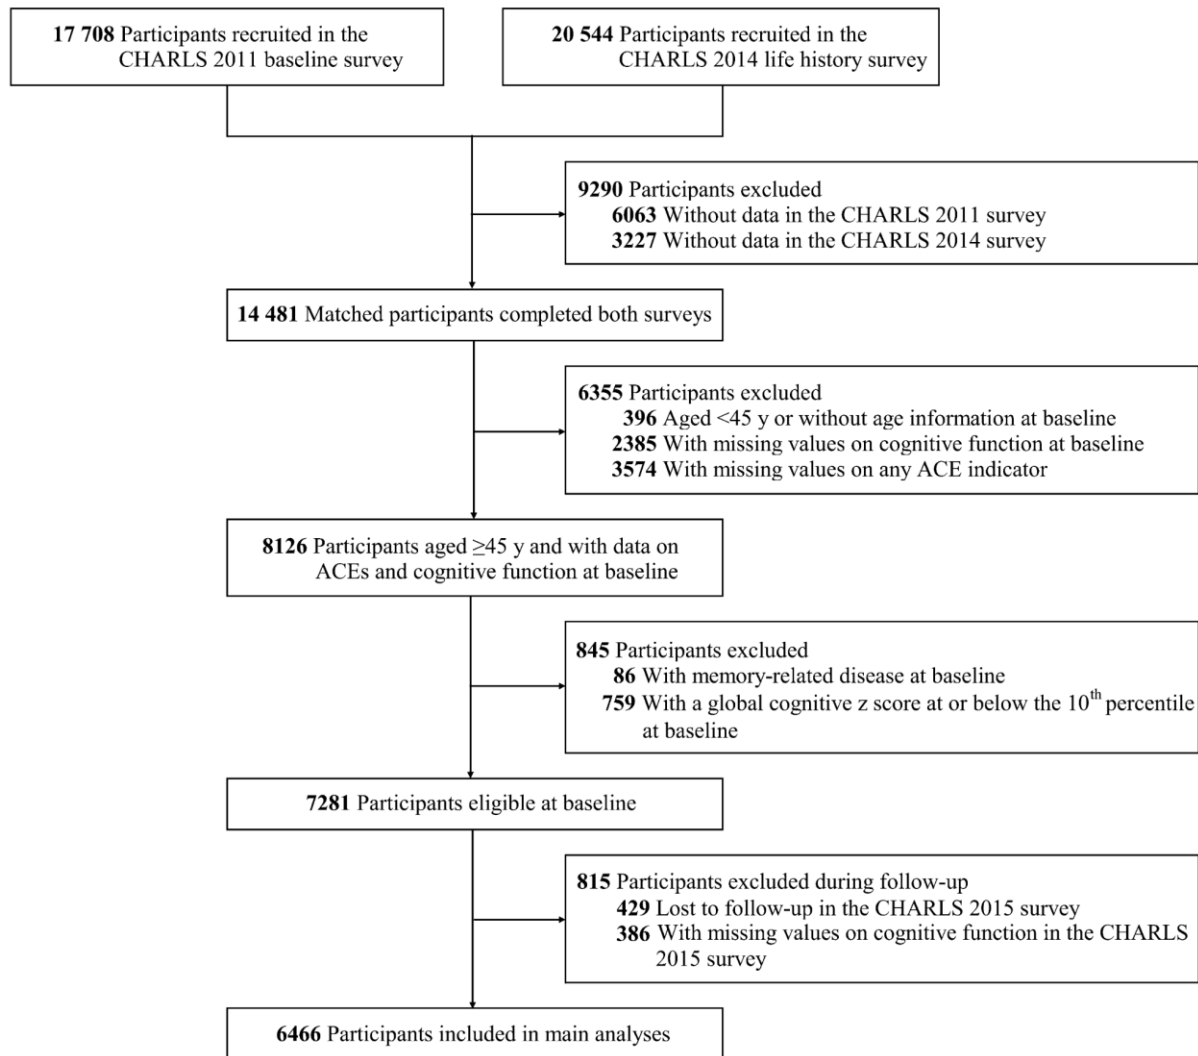 17 708 Participants recruited in the
CHARLS 2011 baseline survey
20 544 Participants recruited in the
CHARLS 2014 life history survey
9290 Participants excluded
6063 Without data in the CHARLS 2011 survey
3227 Without data in the CHARLS 2014 survey
14 481 Matched participants completed both surveys
6355 Participants excluded
396 Aged <45 y or without age information at baseline
2385 With missing values on cognitive function at baseline
3574 With missing values on any ACE indicator
8126 Participants aged ≥45 y and with data on
ACEs and cognitive function at baseline
845 Participants excluded
86 With memory-related disease at baseline
759 With a global cognitive z score at or below the 10th percentile
at baseline
7281 Participants eligible at baseline
815 Participants excluded during follow-up
429 Lost to follow-up in the CHARLS 2015 survey
386 With missing values on cognitive function in the CHARLS
2015 survey
6466 Participants included in main analyses